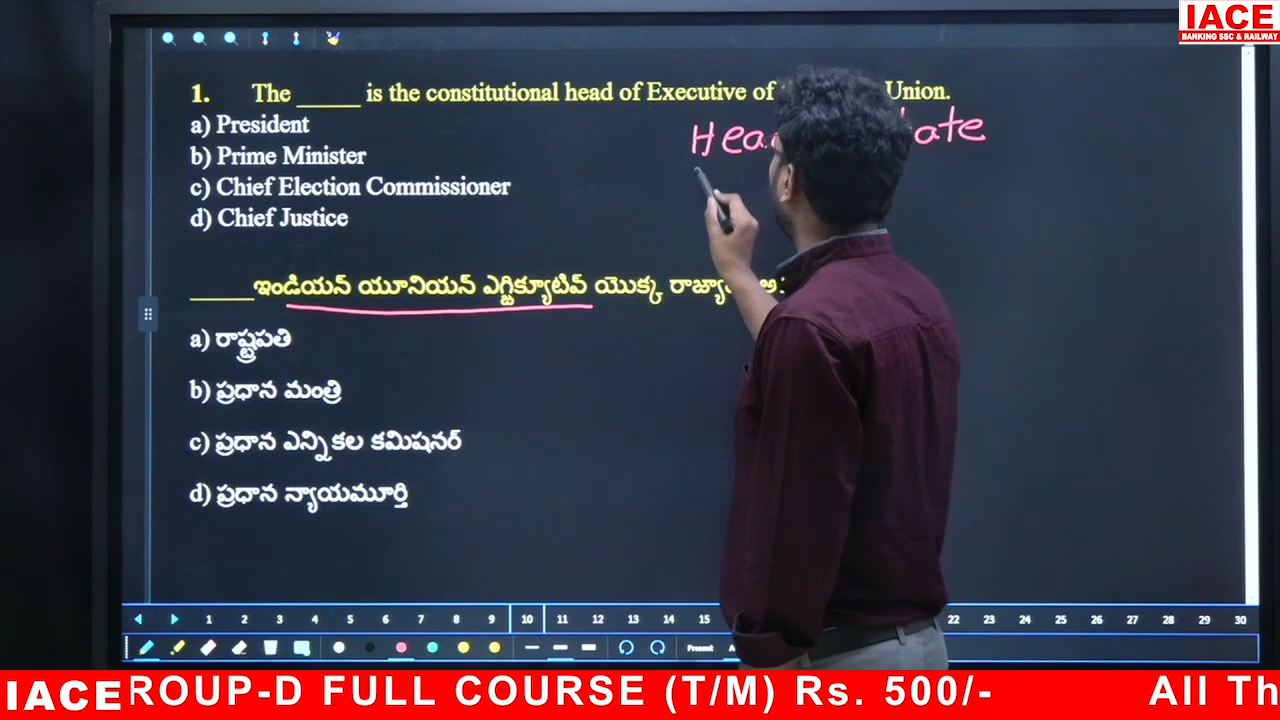 IACE
BANKING SSC & RAILWAY
1. The _____ is the constitutional head of Executive of Union.
a) President
b) Prime Minister
c) Chief Election Commissioner
d) Chief Justice
_____ఇండియన్ యూనియన్ ఎగ్జిక్యూటివ్ యొక్క
a) రాష్ట్రపతి
b) ప్రధాన మంత్రి
c) ప్రధాన ఎన్నికల కమిషనర్
d) ప్రధాన న్యాయమూర్తి
1 2 3 4 5 6 7 8 9 10 11 12 13 14 15 22 23 24 25 26 27 28 29 30
Present
IACE ROUP-D FULL COURSE (T/M) Rs. 500/- All Th